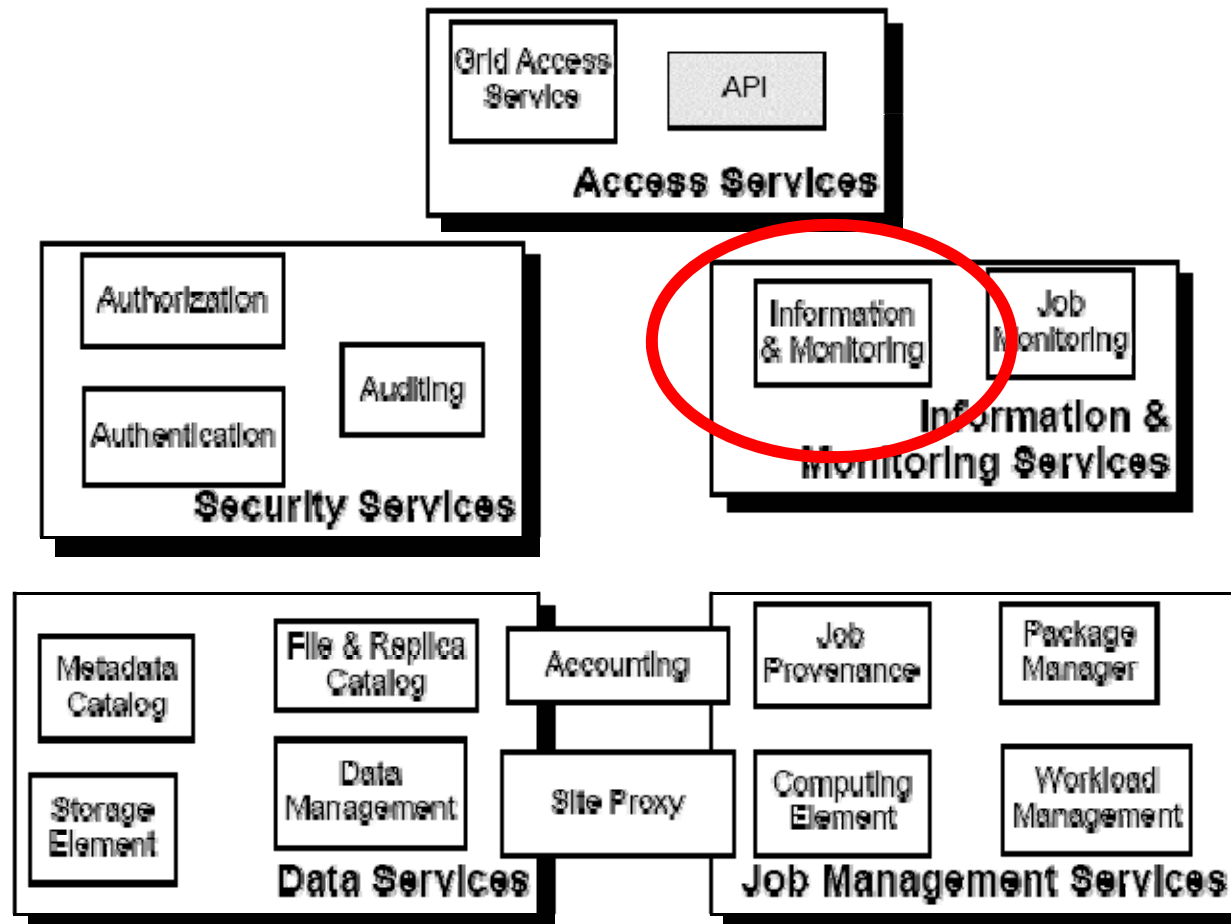 Grid Access
Service
API
Access Services
Authorization
Authentication
Auditing
Security Services
Information
& Monitoring
Job
Monitoring
Information &
Monitoring Services
Metadata
Catalog
File & Replica
Catalog
Storage
Element
Data
Management
Data Services
Accounting
Site Proxy
Job
Provenance
Package
Manager
Computing
Element
Workload
Management
Job Management Services